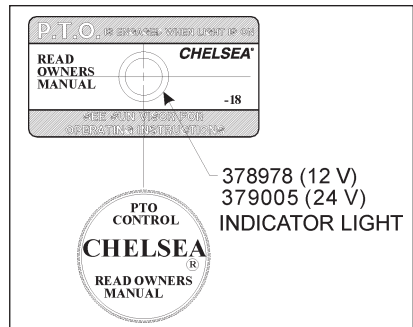 P.T.O. IS ENGAGED WHEN LIGHT IS ON
READ
OWNERS
MANUAL
CHELSEA®
-18
SEE SUN VISOR FOR
OPERATING INSTRUCTIONS
378978 (12 V)
379005 (24 V)
INDICATOR LIGHT
PTO
CONTROL
CHELSEA
®
READ OWNERS
MANUAL